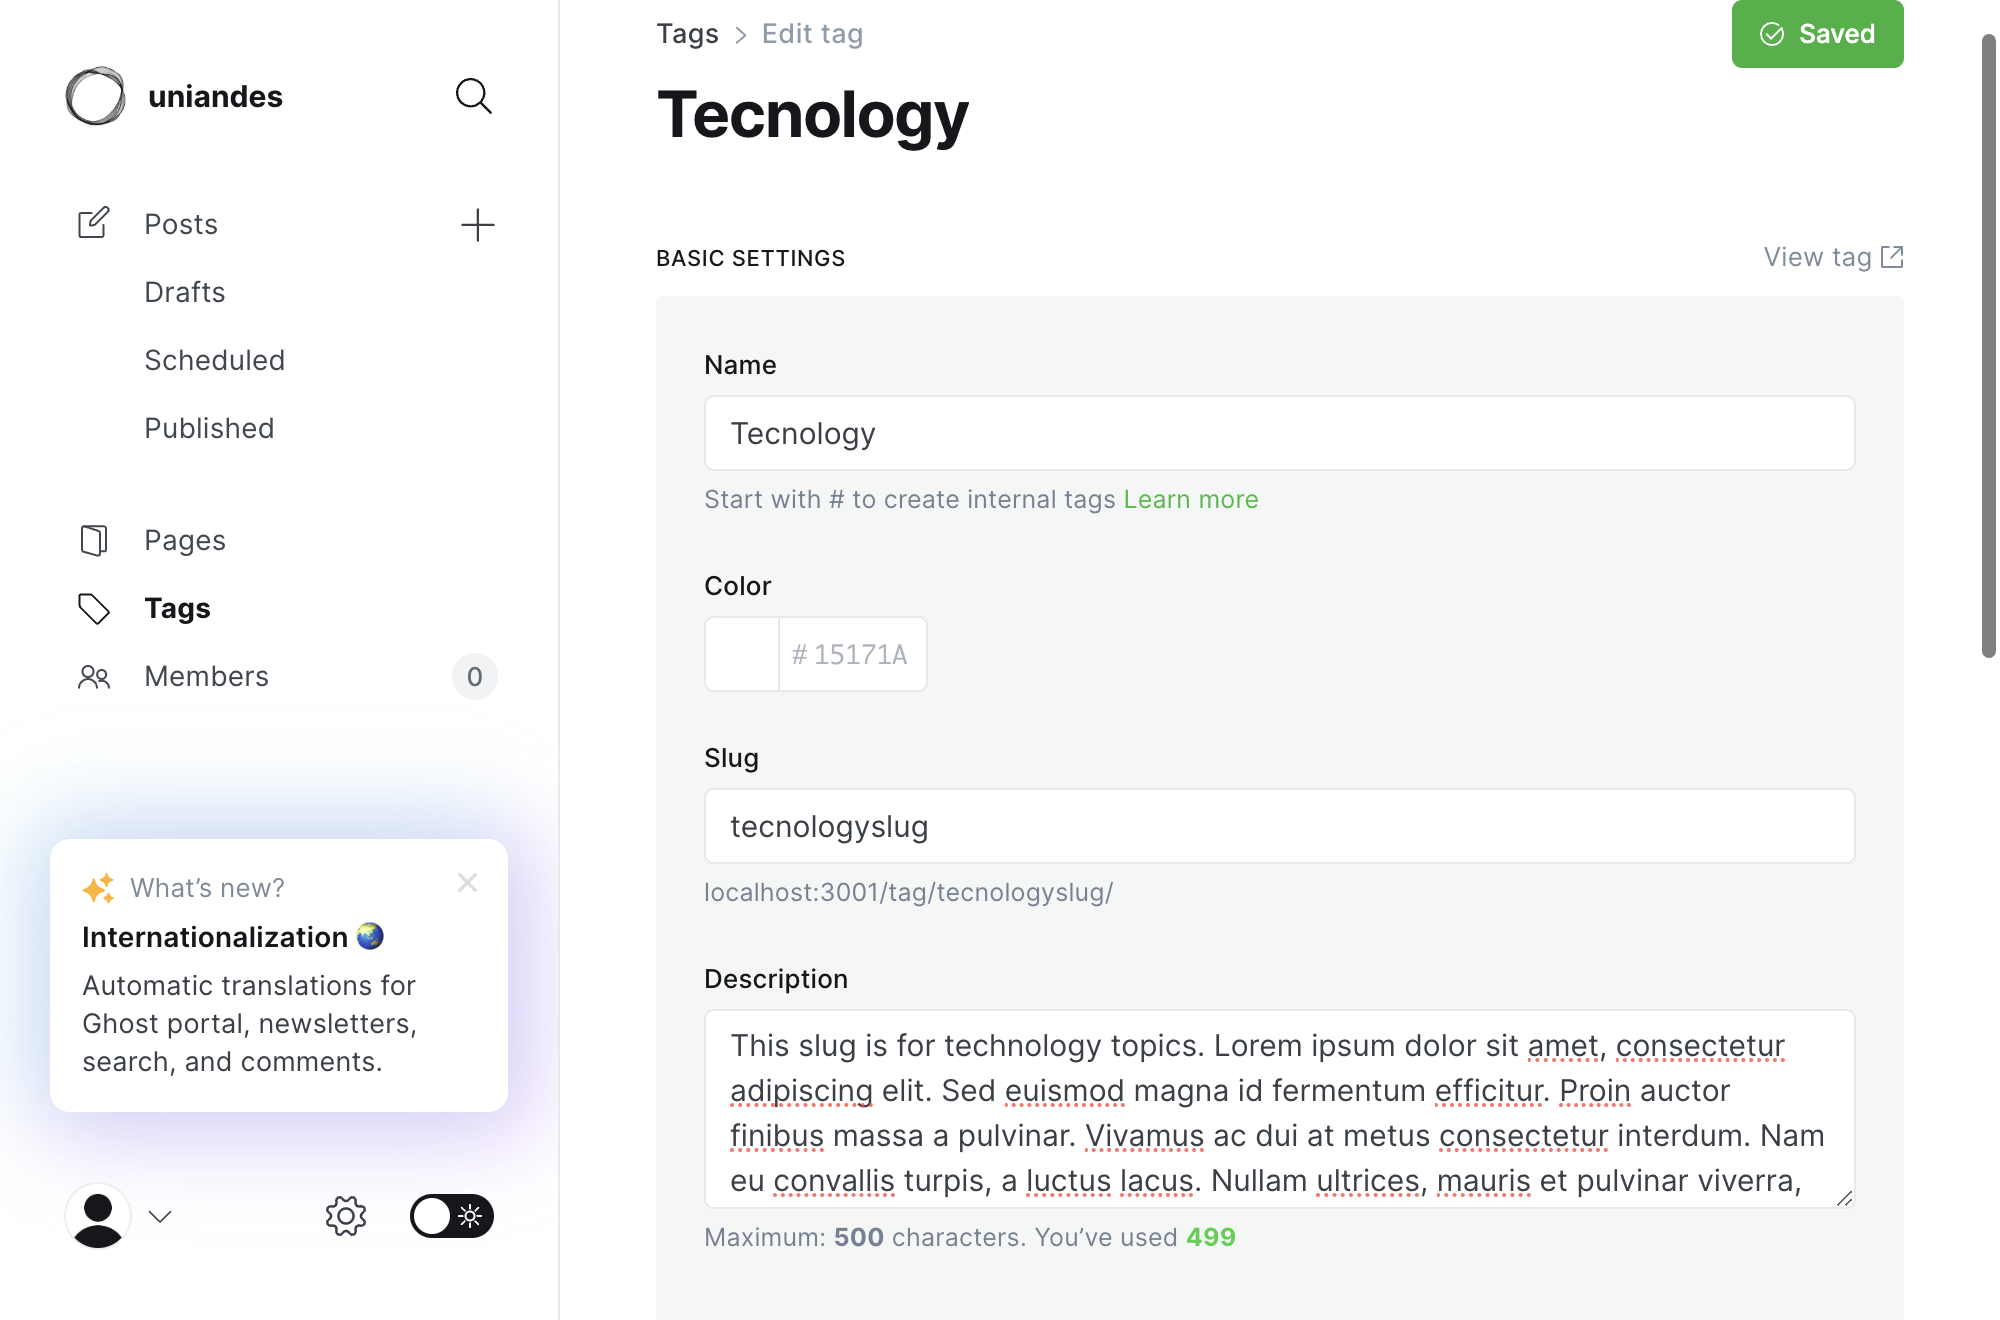 uniandes
Posts
Drafts
Scheduled
Published
Pages
Tags
Members
0
What’s new?
Internationalization
Automatic translations for
Ghost portal, newsletters,
search, and comments.
Tags > Edit tag
Saved
Tecnology
BASIC SETTINGS
View tag
Name
Tecnology
Start with # to create internal tags Learn more
Color
# 15171A
Slug
tecnologyslug
localhost:3001/tag/tecnologyslug/
Description
This slug is for technology topics. Lorem ipsum dolor sit amet, consectetur
adipiscing elit. Sed euismod magna id fermentum efficitur. Proin auctor
finibus massa a pulvinar. Vivamus ac dui at metus consectetur interdum. Nam
eu convallis turpis, a luctus lacus. Nullam ultrices, mauris et pulvinar viverra,
Maximum: 500 characters. You’ve used 499